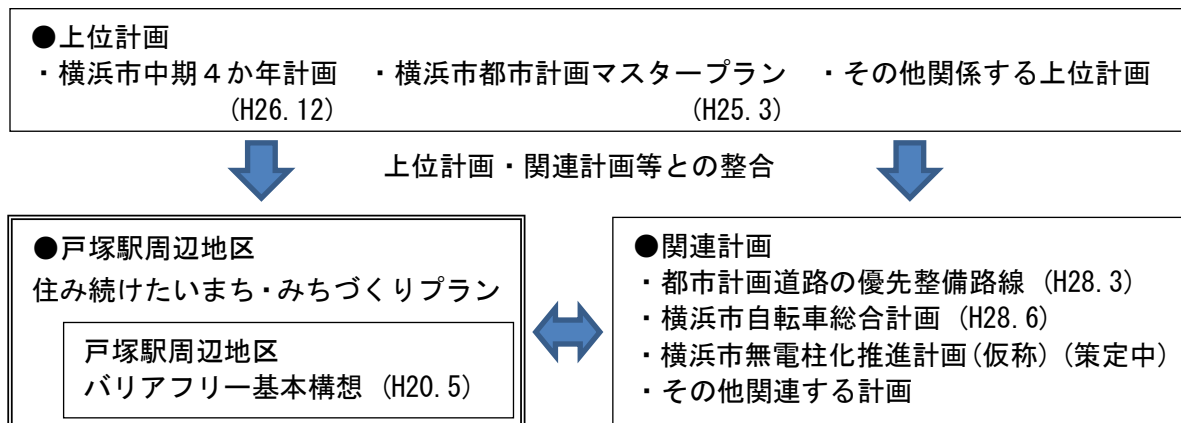 ●上位計画
・横浜市中期４か年計画　・横浜市都市計画マスタープラン　・その他関係する上位計画
(H26.12)　(H25.3)
上位計画・関連計画等との整合
●戸塚駅周辺地区
住み続けたいまち・みちづくりプラン
戸塚駅周辺地区
バリアフリー基本構想 (H20.5)
●関連計画
・都市計画道路の優先整備路線 (H28.3)
・横浜市自転車総合計画 (H28.6)
・横浜市無電柱化推進計画(仮称) (策定中)
・その他関連する計画